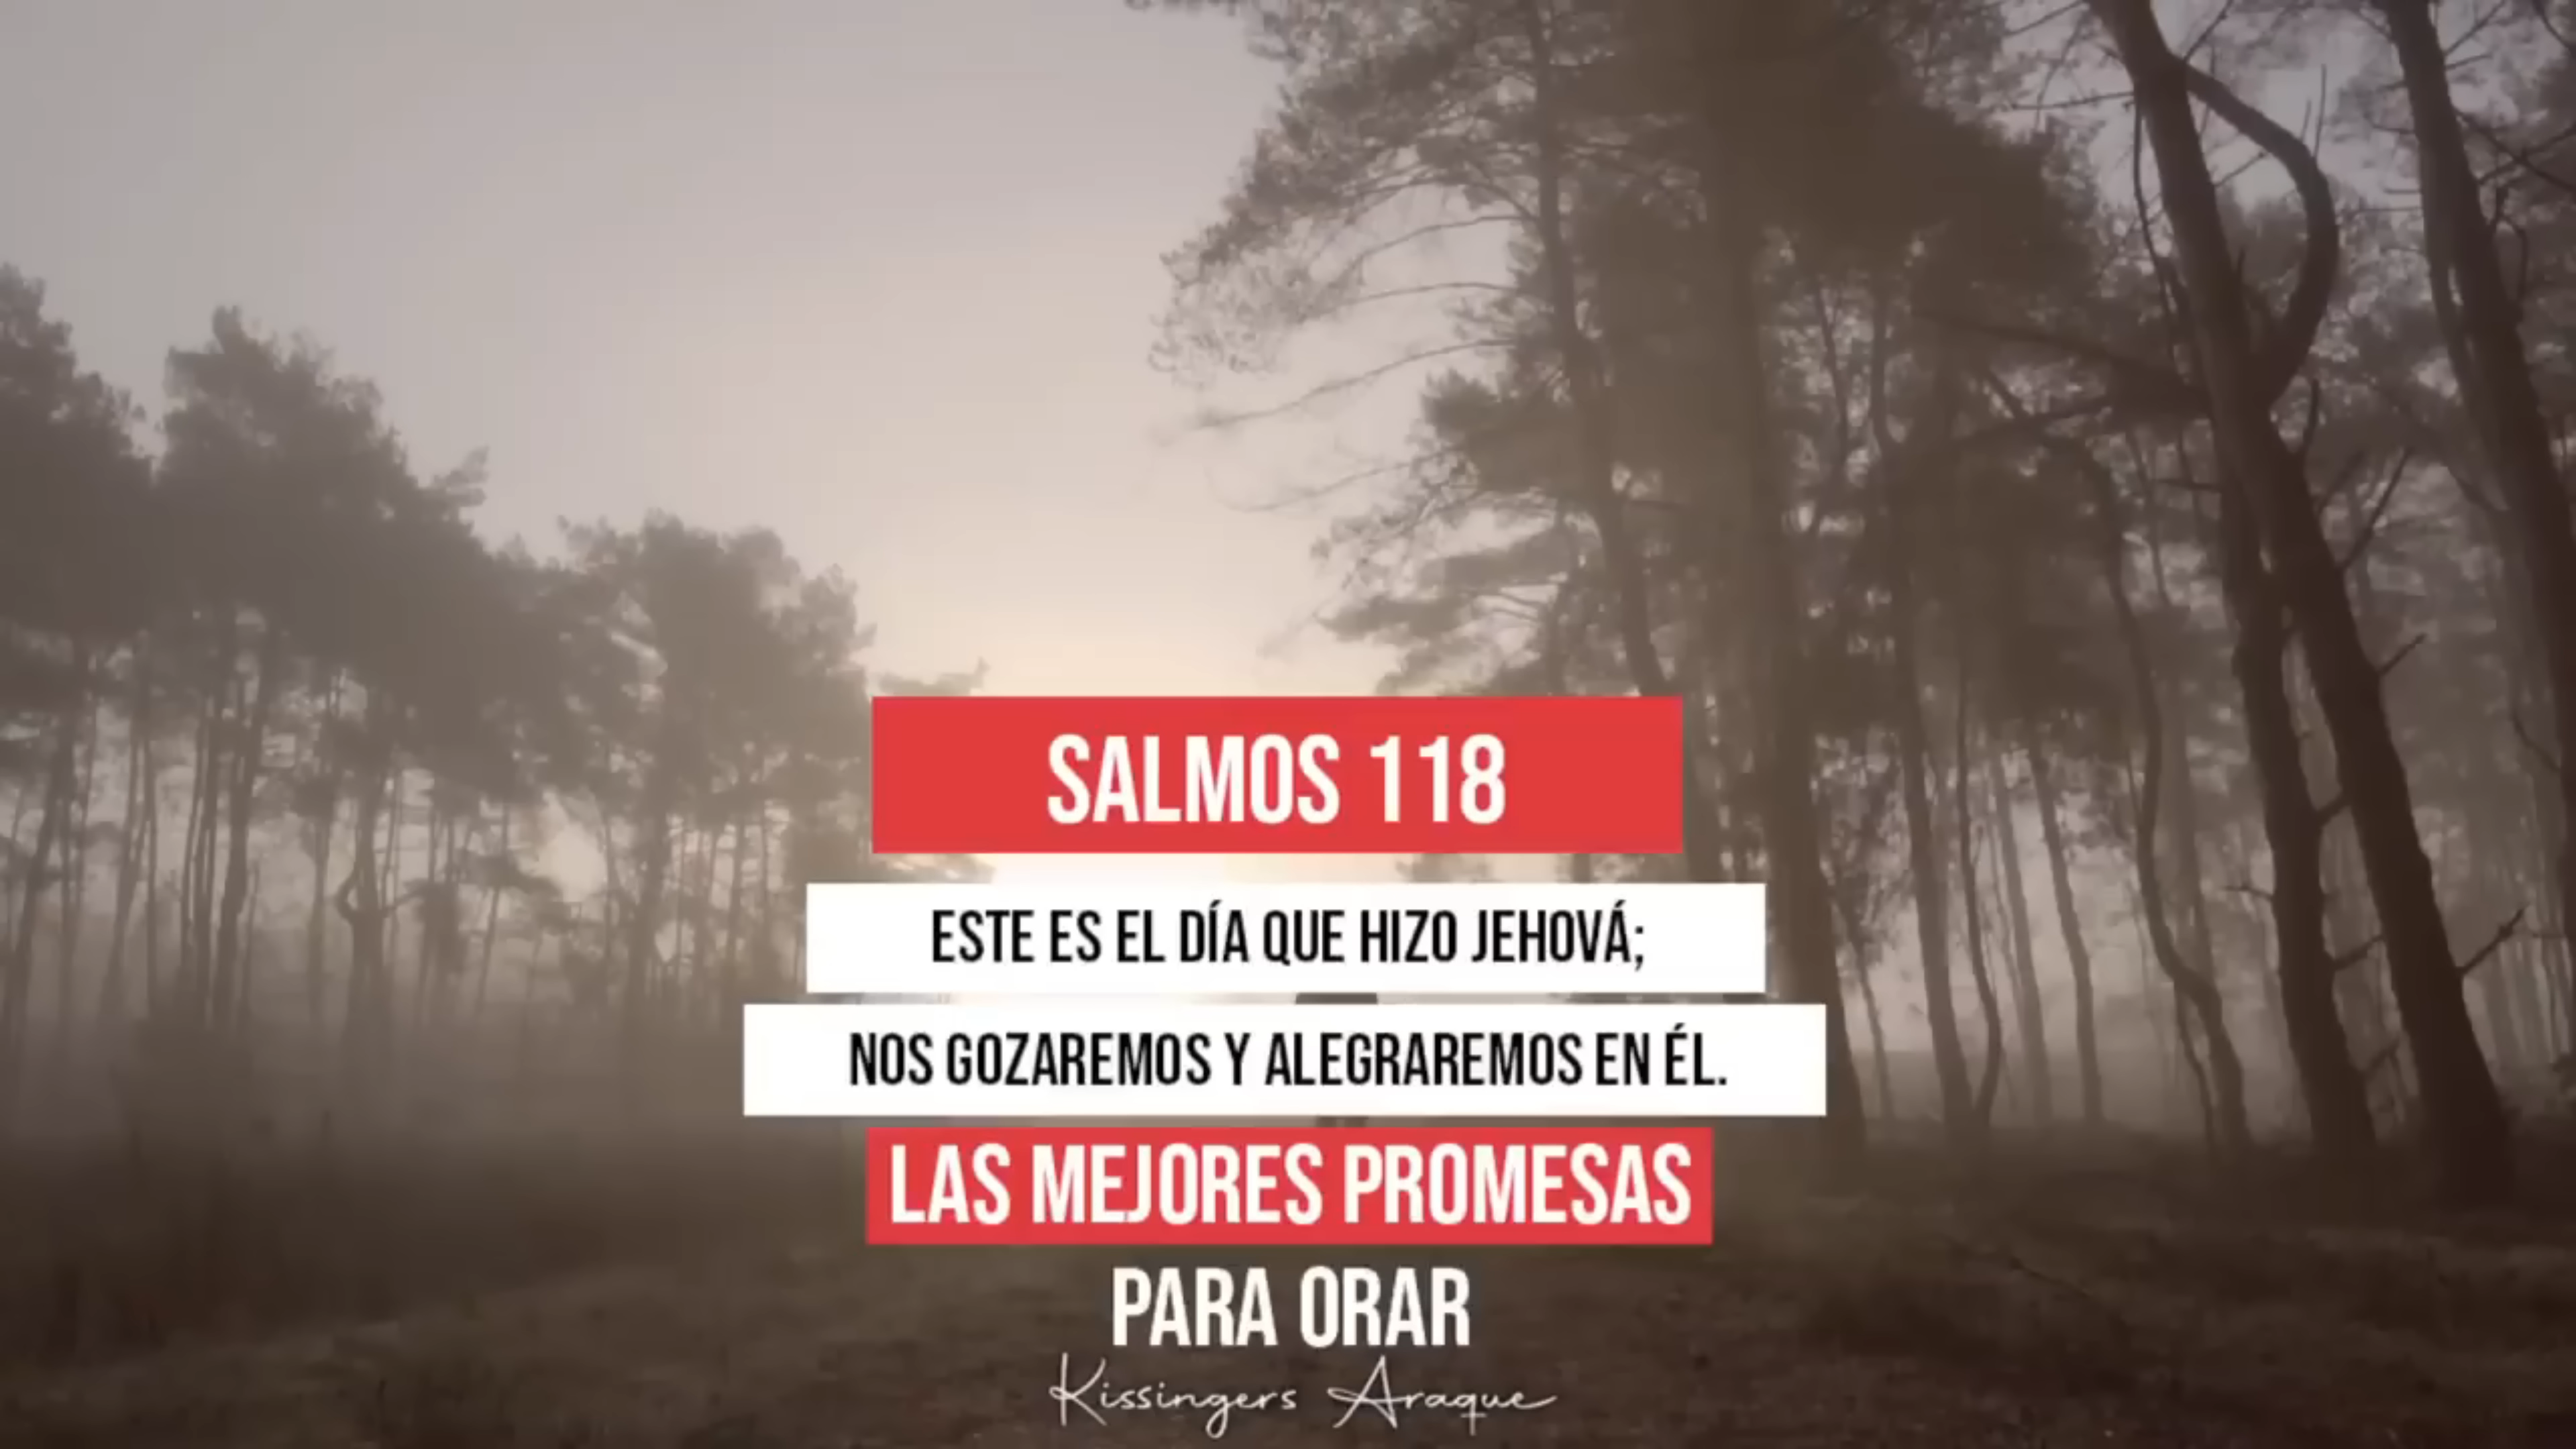 SALMOS 118
ESTE ES EL DÍA QUE HIZO JEHOVÁ;
NOS GOZAREMOS Y ALEGRAREMOS EN ÉL.
LAS MEJORES PROMESAS
PARA ORAR
Kissingers Araque